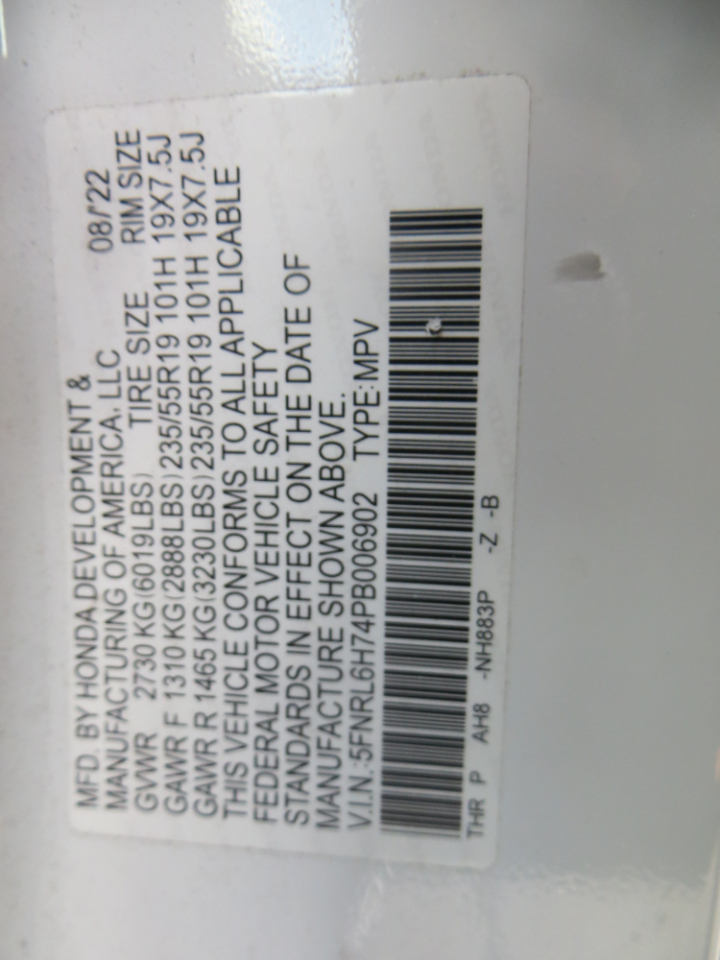 MFD. BY HONDA DEVELOPMENT & 08/22
MANUFACTURING OF AMERICA, LLC
GVWR 2730 KG(6019LBS) TIRE SIZE RIM SIZE
GAWR F 1310 KG(2888LBS) 235/55R19 101H 19X7.5J
GAWR R 1465 KG(3230LBS) 235/55R19 101H 19X7.5J
THIS VEHICLE CONFORMS TO ALL APPLICABLE
FEDERAL MOTOR VEHICLE SAFETY
STANDARDS IN EFFECT ON THE DATE OF
MANUFACTURE SHOWN ABOVE.
V.I.N.:5FNRL6H74PB006902 TYPE:MPV
THR P AH8 -NH883P -Z -B